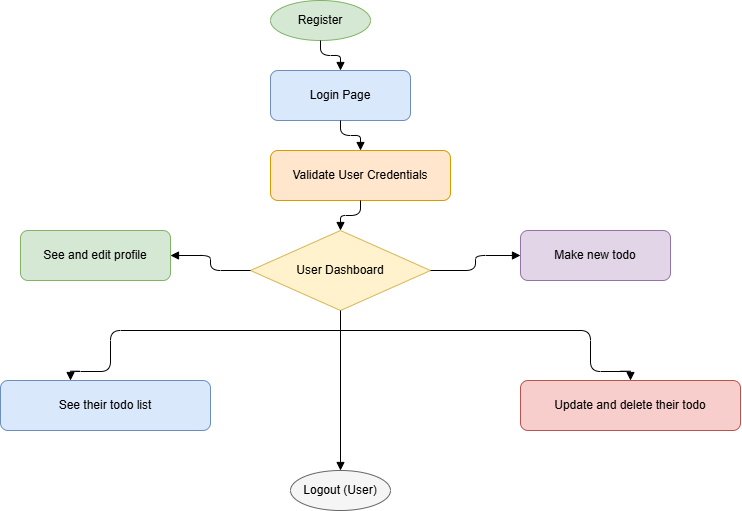 Register
Login Page
Validate User Credentials
See and edit profile
User Dashboard
Make new todo
See their todo list
Update and delete their todo
Logout (User)